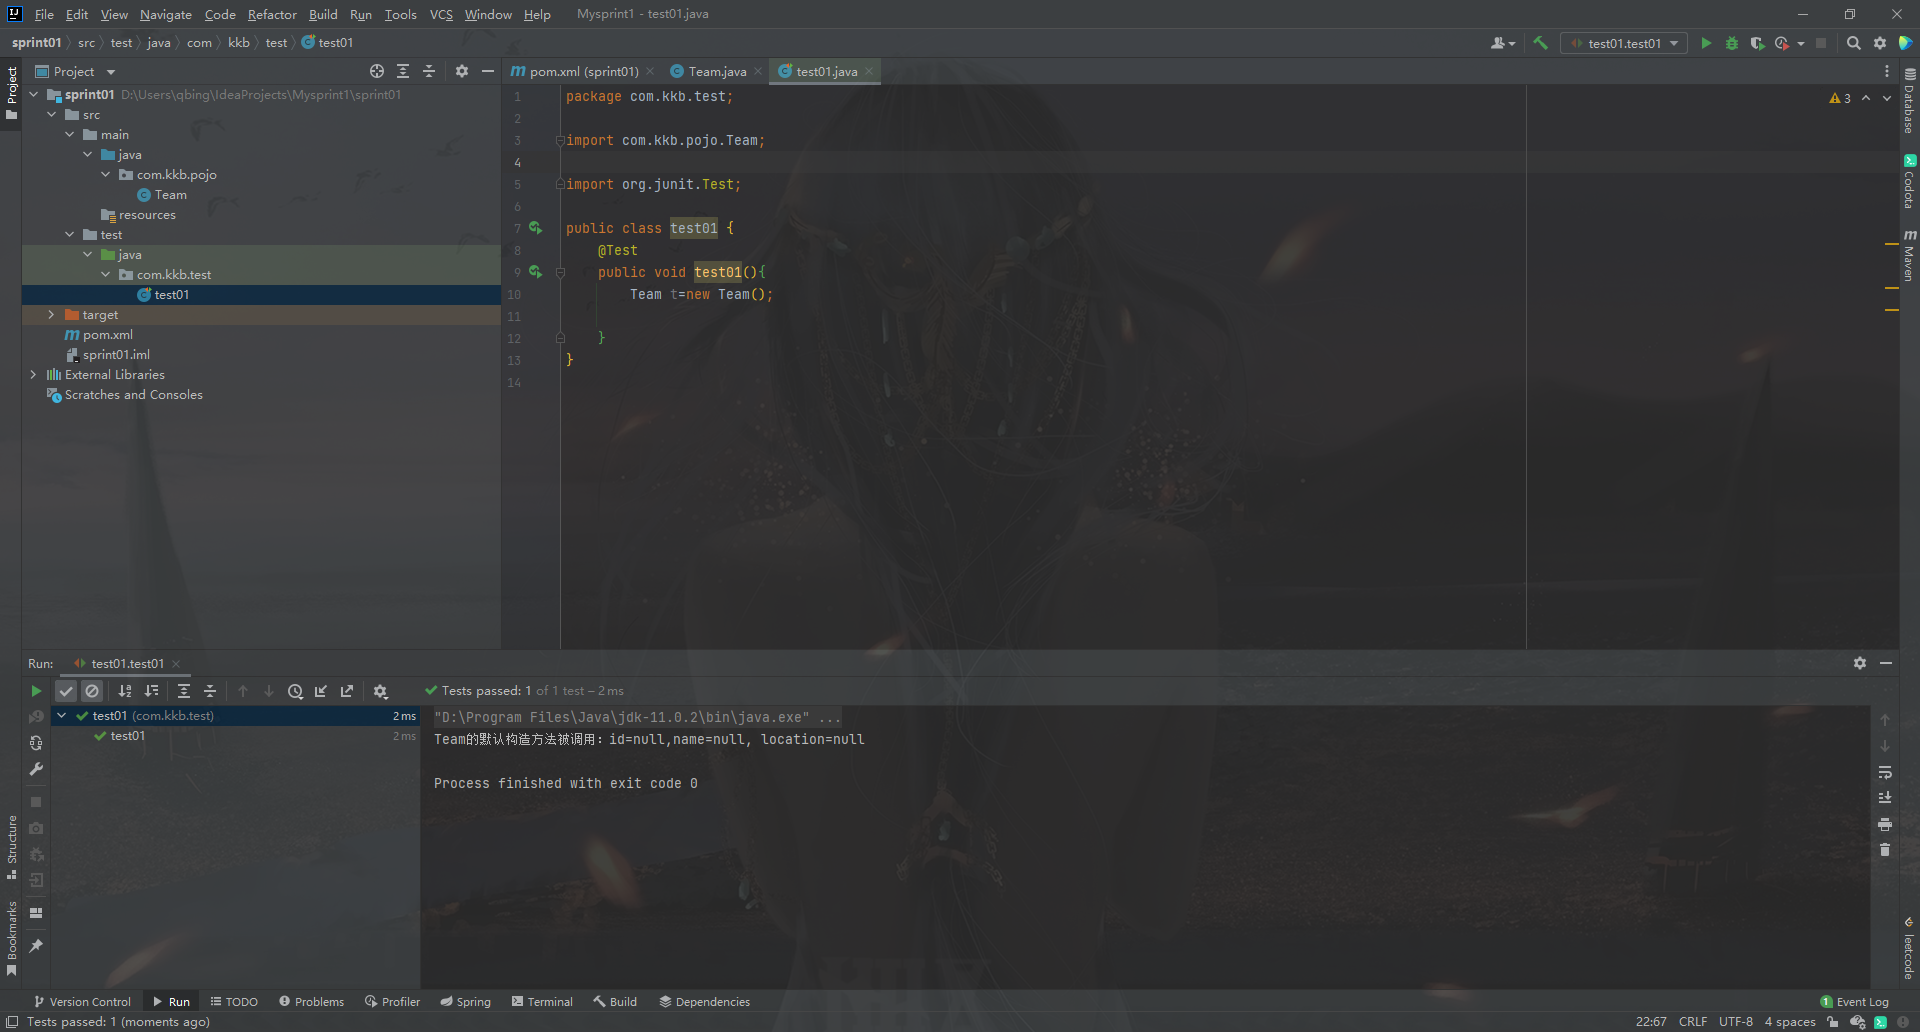 File Edit View Navigate Code Refactor Build Run Tools VCS Window Help Mysprint1 - test01.java
sprint01 src test java com kkb test test01
test01.test01
Project
pom.xml (sprint01) Team.java test01.java
Project
sprint01 D:\Users\qbing\IdeaProjects\Mysprint1\sprint01
src
main
java
com.kkb.pojo
Team
resources
test
java
com.kkb.test
test01
target
pom.xml
sprint01.iml
External Libraries
Scratches and Consoles
1 package com.kkb.test;
2
3 import com.kkb.pojo.Team;
4
5 import org.junit.Test;
6
7 public class test01 {
8 @Test
9 public void test01(){
10 Team t=new Team();
11
12 }
13 }
14
3
Database
Codota
Maven
Run: test01.test01
Tests passed: 1 of 1 test – 2 ms
test01 (com.kkb.test) 2 ms
test01 2 ms
"D:\Program Files\Java\jdk-11.0.2\bin\java.exe" ...
Team的默认构造方法被调用：id=null,name=null, location=null
Process finished with exit code 0
Structure
Bookmarks
leetcode
Version Control Run TODO Problems Profiler Spring Terminal Build Dependencies 1 Event Log
Tests passed: 1 (moments ago) 22:67 CRLF UTF-8 4 spaces